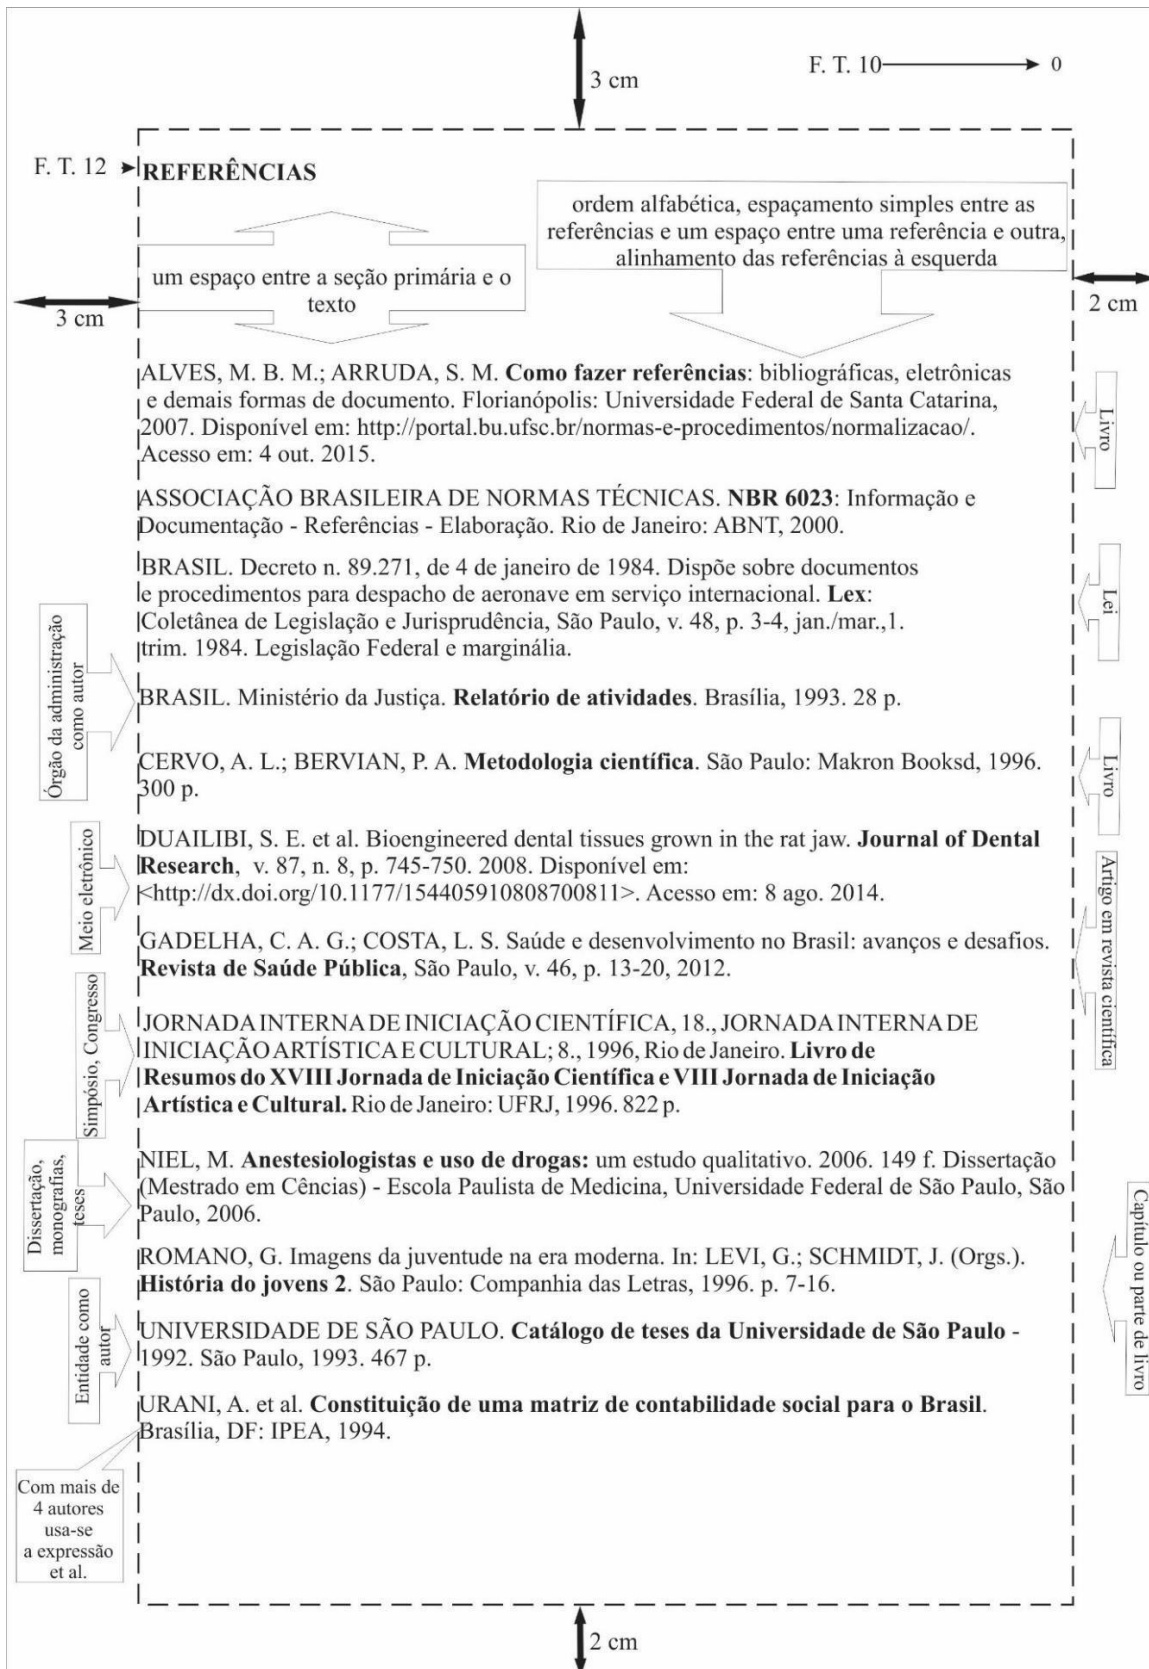 3 cm
F. T. 10
0
F. T. 12
REFERÊNCIAS
ordem alfabética, espaçamento simples entre as
referências e um espaço entre uma referência e outra,
alinhamento das referências à esquerda
um espaço entre a seção primária e o
texto
3 cm
2 cm
ALVES, M. B. M.; ARRUDA, S. M. Como fazer referências: bibliográficas, eletrônicas
e demais formas de documento. Florianópolis: Universidade Federal de Santa Catarina,
2007. Disponível em: http://portal.bu.ufsc.br/normas-e-procedimentos/normalizacao/.
Acesso em: 4 out. 2015.
Livro
ASSOCIAÇÃO BRASILEIRA DE NORMAS TÉCNICAS. NBR 6023: Informação e
Documentação - Referências - Elaboração. Rio de Janeiro: ABNT, 2000.
BRASIL. Decreto n. 89.271, de 4 de janeiro de 1984. Dispõe sobre documentos
e procedimentos para despacho de aeronave em serviço internacional. Lex:
Coletânea de Legislação e Jurisprudência, São Paulo, v. 48, p. 3-4, jan./mar.,1.
trim. 1984. Legislação Federal e marginália.
Lei
Órgão da administração
como autor
BRASIL. Ministério da Justiça. Relatório de atividades. Brasília, 1993. 28 p.
CERVO, A. L.; BERVIAN, P. A. Metodologia científica. São Paulo: Makron Booksd, 1996.
300 p.
Livro
Meio eletrônico
DUAILIBI, S. E. et al. Bioengineered dental tissues grown in the rat jaw. Journal of Dental
Research, v. 87, n. 8, p. 745-750. 2008. Disponível em:
<http://dx.doi.org/10.1177/154405910808700811>. Acesso em: 8 ago. 2014.
Artigo em revista científica
GADELHA, C. A. G.; COSTA, L. S. Saúde e desenvolvimento no Brasil: avanços e desafios.
Revista de Saúde Pública, São Paulo, v. 46, p. 13-20, 2012.
Simpósio, Congresso
JORNADA INTERNA DE INICIAÇÃO CIENTÍFICA, 18., JORNADA INTERNA DE
INICIAÇÃO ARTÍSTICA E CULTURAL; 8., 1996, Rio de Janeiro. Livro de
Resumos do XVIII Jornada de Iniciação Científica e VIII Jornada de Iniciação
Artística e Cultural. Rio de Janeiro: UFRJ, 1996. 822 p.
Dissertação,
monografias,
teses
NIEL, M. Anestesiologistas e uso de drogas: um estudo qualitativo. 2006. 149 f. Dissertação
(Mestrado em Cências) - Escola Paulista de Medicina, Universidade Federal de São Paulo, São
Paulo, 2006.
ROMANO, G. Imagens da juventude na era moderna. In: LEVI, G.; SCHMIDT, J. (Orgs.).
História do jovens 2. São Paulo: Companhia das Letras, 1996. p. 7-16.
Capítulo ou parte
de livro
Entidade como
autor
UNIVERSIDADE DE SÃO PAULO. Catálogo de teses da Universidade de São Paulo -
1992. São Paulo, 1993. 467 p.
URANI, A. et al. Constituição de uma matriz de contabilidade social para o Brasil.
Brasília, DF: IPEA, 1994.
Com mais de
4 autores
usa-se
a expressão
et al.
2 cm